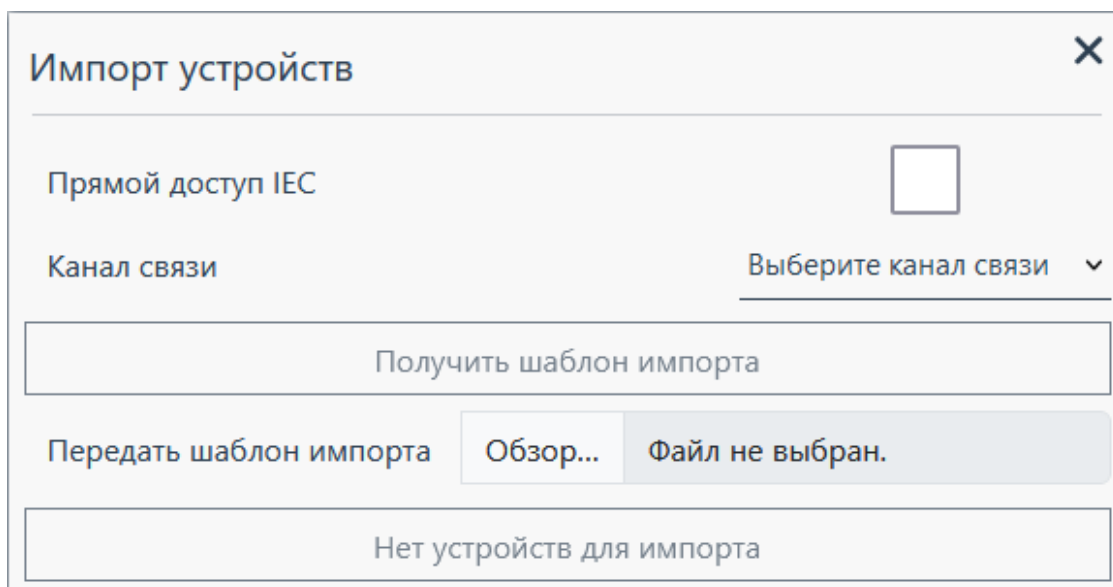 Импорт устройств
Прямой доступ IEC
Канал связи Выберите канал связи
Получить шаблон импорта
Передать шаблон импорта Обзор... Файл не выбран.
Нет устройств для импорта